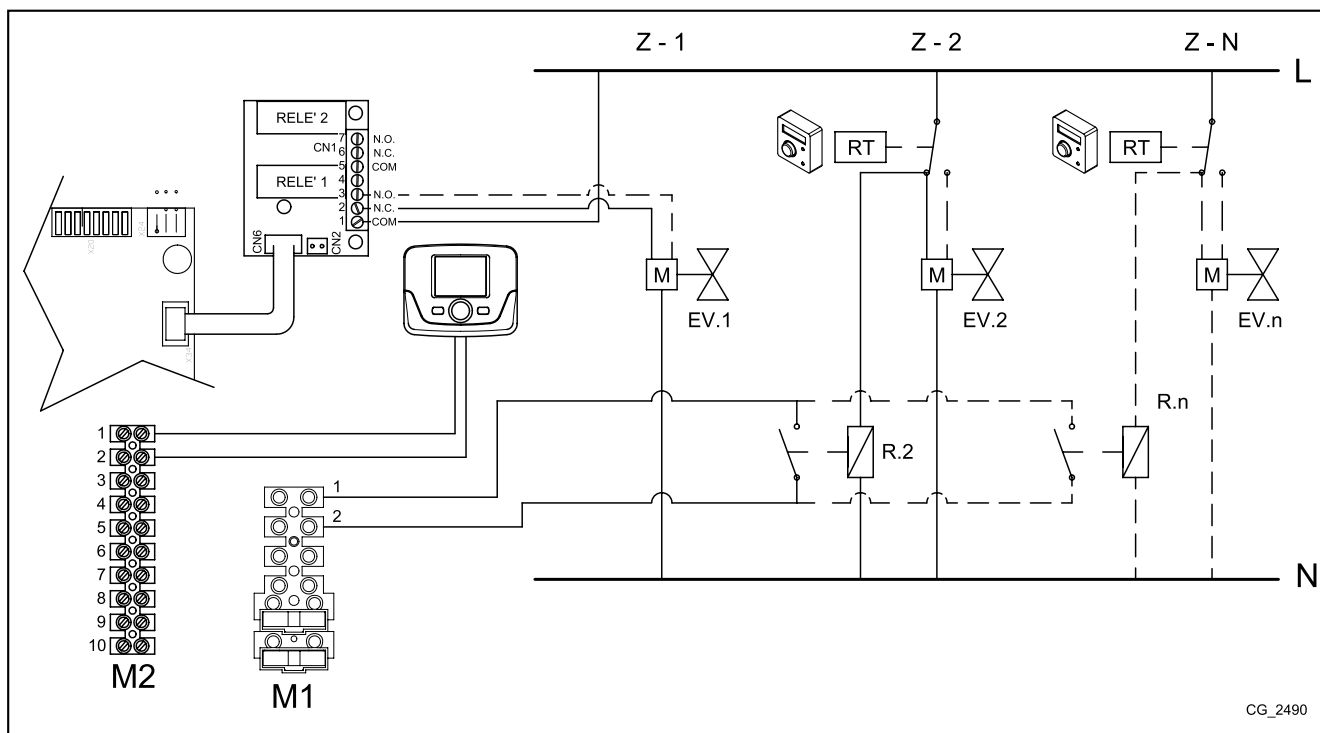 Z - 1
Z - 2
Z - N
L
RELE' 2
RELE' 1
CN1
7 N.O.
6 N.C.
5 COM
4
3 N.O.
2 N.C.
1 COM
CN6
CN2
X20
X24
RT
RT
M
M
M
EV.1
EV.2
EV.n
R.2
R.n
1
2
3
4
5
6
7
8
9
10
M2
1
2
M1
N
CG_2490